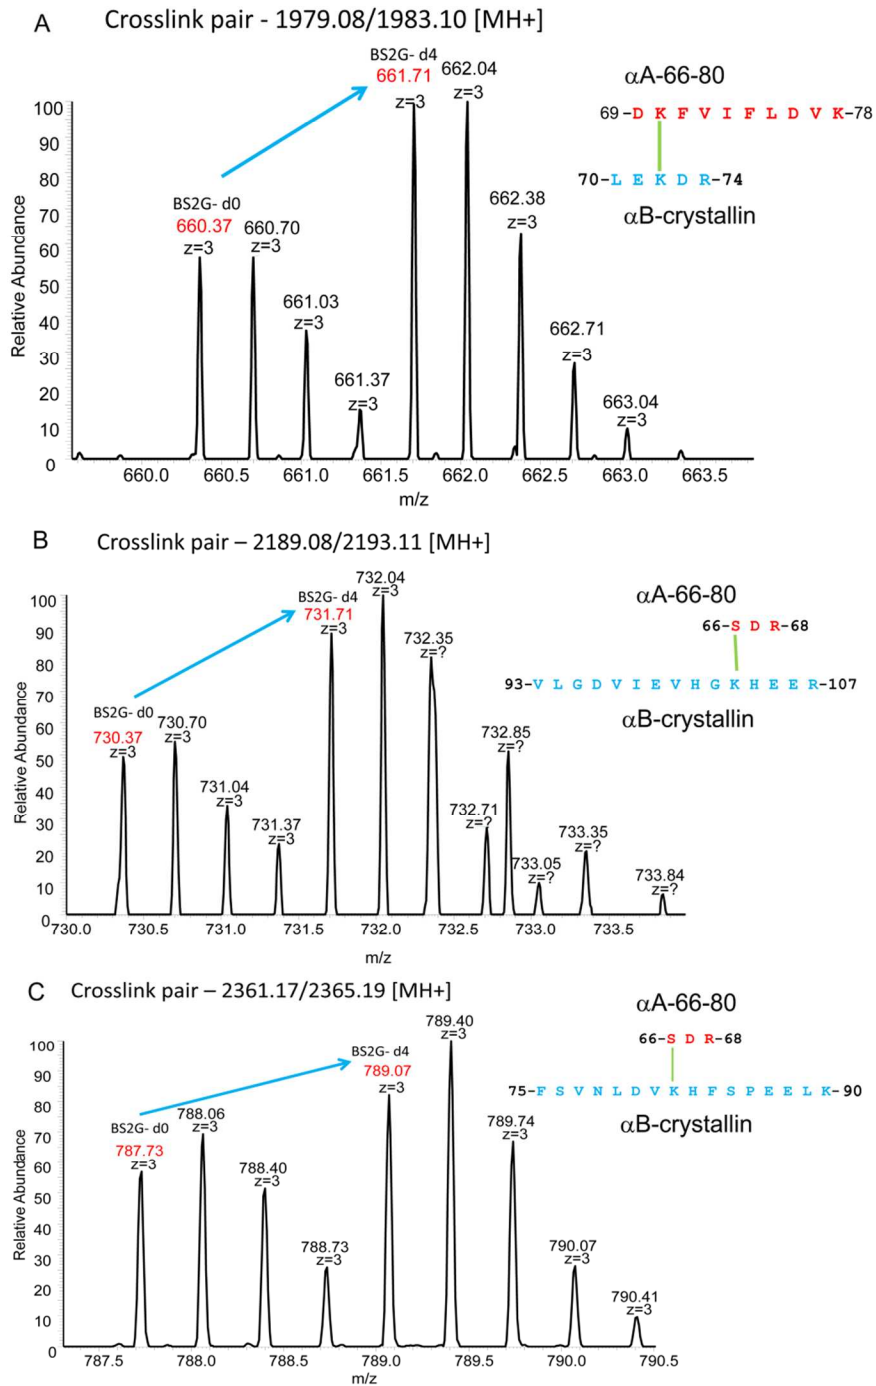 A
Crosslink pair - 1979.08/1983.10 [MH+]
BS2G- d4
661.71
z=3
662.04
z=3
BS2G- d0
660.37
z=3
660.70
z=3
661.03
z=3
661.37
z=3
662.38
z=3
662.71
z=3
663.04
z=3
αA-66-80
69-D K F V I F L D V K-78
70-L E K D R-74
αB-crystallin
Relative Abundance
100
90
80
70
60
50
40
30
20
10
0
660.0 660.5 661.0 661.5 662.0 662.5 663.0 663.5
m/z
B
Crosslink pair – 2189.08/2193.11 [MH+]
BS2G- d4
731.71
z=3
732.04
z=3
BS2G- d0
730.37
z=3
730.70
z=3
731.04
z=3
731.37
z=3
732.35
z=?
732.71
z=?
732.85
z=?
733.05
z=?
733.35
z=?
733.84
z=?
αA-66-80
66-S D R-68
93-V L G D V I E V H G K H E E R-107
αB-crystallin
Relative Abundance
100
90
80
70
60
50
40
30
20
10
0
730.0 730.5 731.0 731.5 732.0 732.5 733.0 733.5
m/z
C
Crosslink pair – 2361.17/2365.19 [MH+]
BS2G- d4
789.07
z=3
789.40
z=3
BS2G- d0
787.73
z=3
788.06
z=3
788.40
z=3
788.73
z=3
789.74
z=3
790.07
z=3
790.41
z=3
αA-66-80
66-S D R-68
75-F S V N L D V K H F S P E E L K-90
αB-crystallin
Relative Abundance
100
90
80
70
60
50
40
30
20
10
0
787.5 788.0 788.5 789.0 789.5 790.0 790.5
m/z